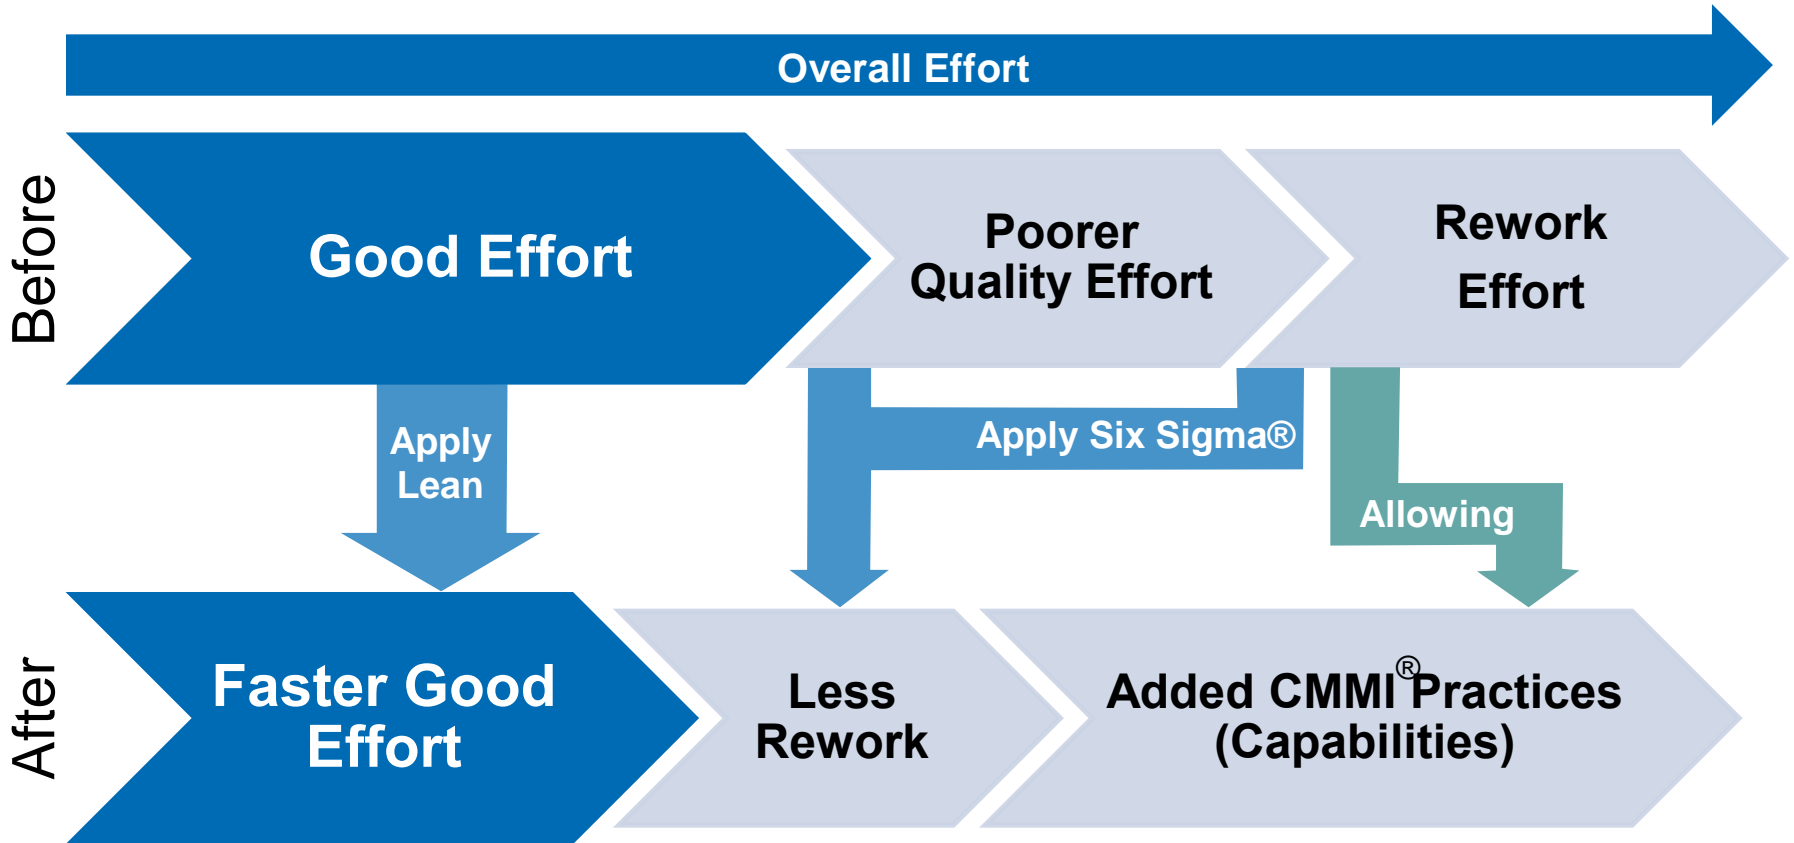 Overall Effort
Before
Good Effort
Poorer
Quality Effort
Rework
Effort
Apply
Lean
Apply Six Sigma®
Allowing
After
Faster Good
Effort
Less
Rework
Added CMMI®Practices
(Capabilities)